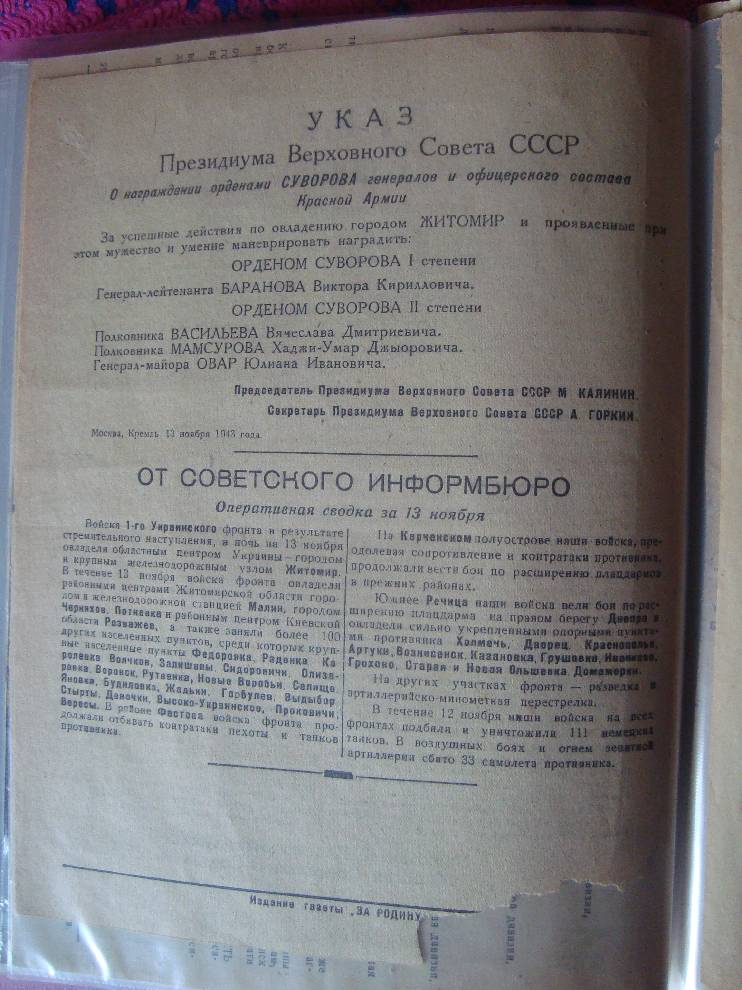 УКАЗ
Президиума Верховного Совета СССР
О награждении орденами СУВОРОВА генералов и офицерского состава
Красной Армии
За успешные действия по овладению городом ЖИТОМИР и проявленные при
этом мужество и умение маневрировать наградить:
ОРДЕНОМ СУВОРОВА I степени
Генерал-лейтенанта БАРАНОВА Виктора Кирилловича.
ОРДЕНОМ СУВОРОВА II степени
Полковника ВАСИЛЬЕВА Вячеслава Дмитриевича.
Полковника МАМСУРОВА Хаджи-Умар Джыоровича.
Генерал-майора ОВАР Юлиана Ивановича.
Председатель Президиума Верховного Совета СССР М КАЛИНИН.
Секретарь Президиума Верховного Совета СССР А. ГОРКИН.
Москва, Кремль 13 ноября 1943 года.
ОТ СОВЕТСКОГО ИНФОРМБЮРО
Оперативная сводка за 13 ноября
Войска 1-го Украинского фронта в результате
стремительного наступления, в ночь на 13 ноября
овладели областным центром Украины—городом
и крупным железнодорожным узлом Житомир.
В течение 13 ноября войска фронта овладели
районными центрами Житомирской области горо-
дом и железнодорожной станцией Малин, городом
Черняхов, Потиевка и районным центром Киевской
области Розважев, а также заняли более 100
других населенных пунктов, среди которых круп-
ные населенные пункты Федоровка, Раденка Ка-
ролевка Вовчков, Залишаны, Сидоровичи, Олиза-
ровка, Воровск, Рутвенка, Новые Воробьи, Селище,
Яновка, Будиловка, Жадьки, Горбулев, Выдыбор,
Стырты, Девочки, Высоко-Украинское, Проковичи
Вересы. В районе Фастова войска фронта про-
должали отбивать контратаки пехоты и танков
противника.
На Керченском полуострове наши войска, пре-
одолевая сопротивление и контратаки противника,
продолжали вести бои по расширению плацдармов
в прежних районах.
Южнее Речица наши войска вели бои по рас-
ширению плацдарма на правом берегу Днепра и
овладели сильно укрепленными опорными пункта-
ми противника Холмечь, Дворец, Красноселье,
Артуки, Вознисенск, Казановка, Грушевка, Ивановка,
Грохоно, Старая и Новая Ольшевка, Домамерки.
На других участках фронта — разведка и
артиллерийско-минометная перестрелка.
В течение 12 ноября наши войска на всех
фронтах подбили и уничтожили 111 немецких
танков. В воздушных боях и огнем зенитной
артиллерии сбито 33 самолета противника.
Издание газеты „ЗА РОДИНУ